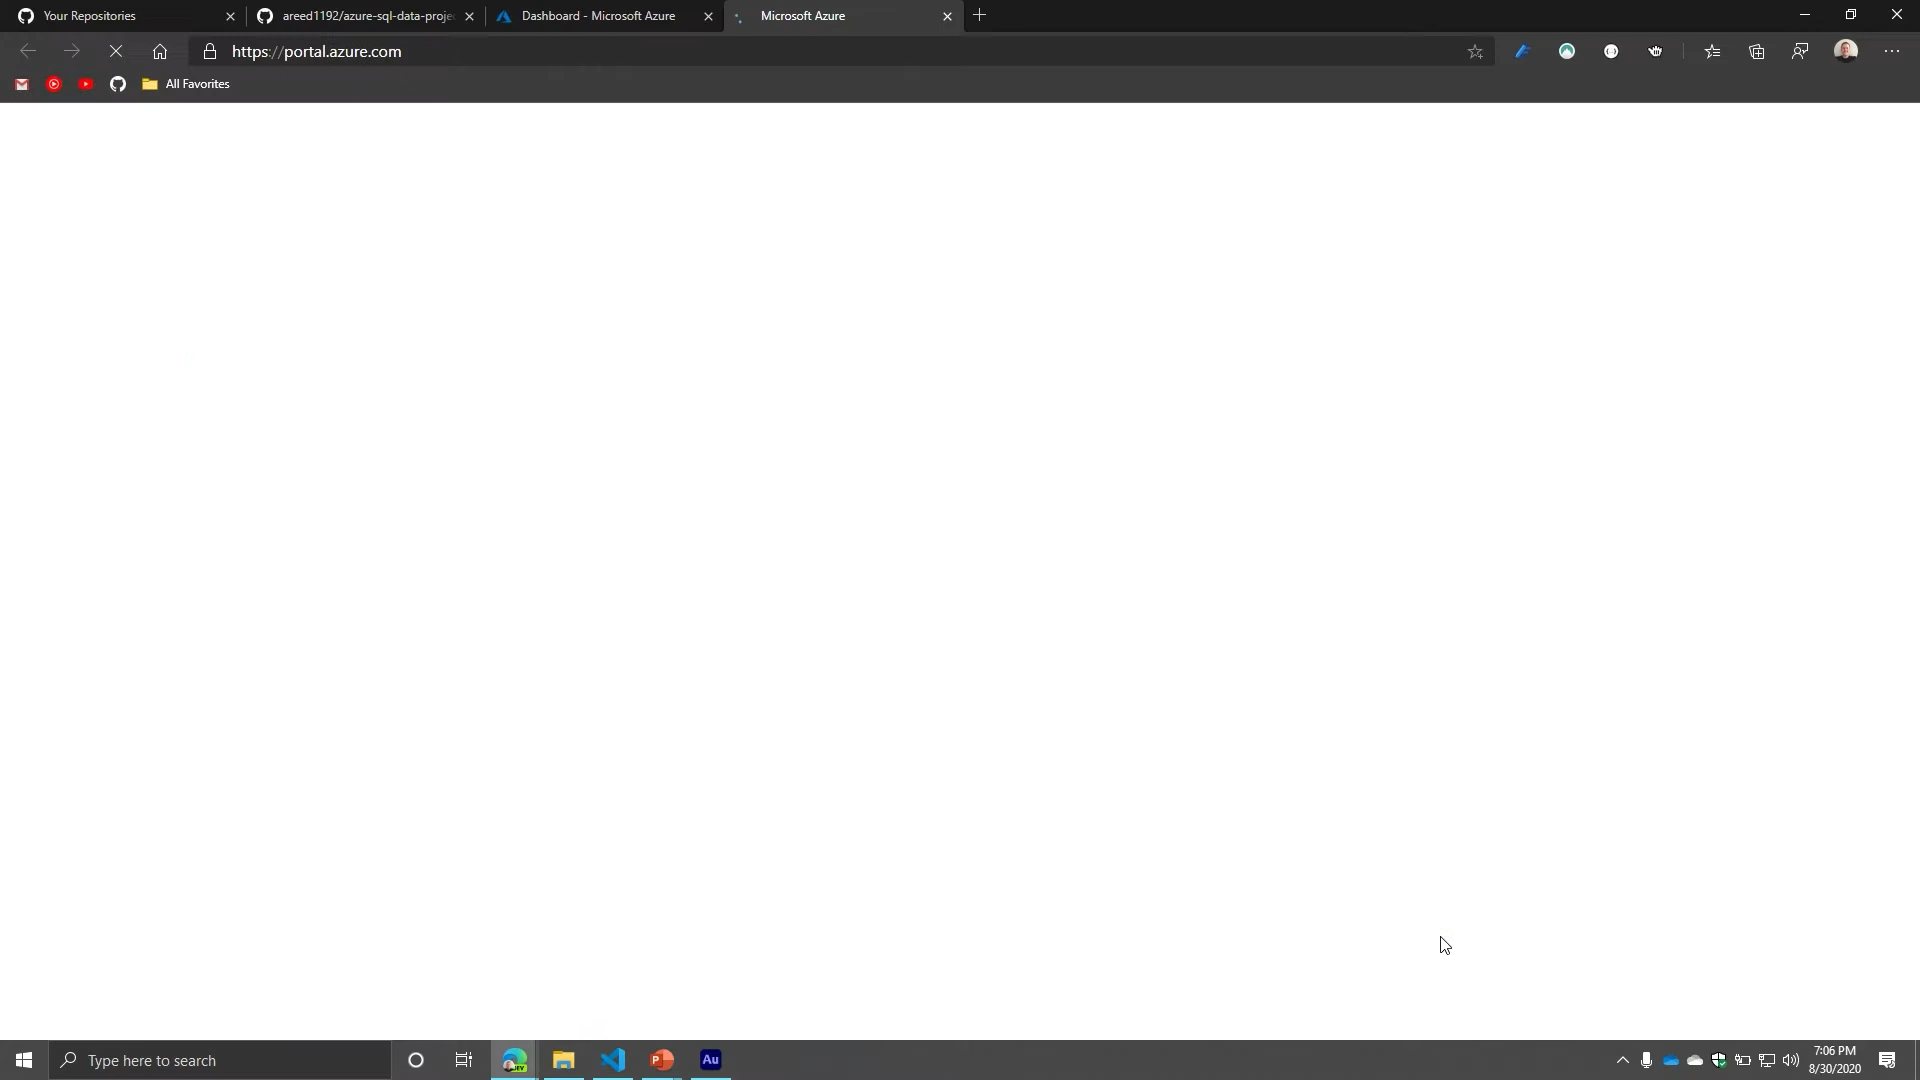 Your Repositories
areed1192/azure-sql-data-proje
Dashboard - Microsoft Azure
Microsoft Azure
https://portal.azure.com
All Favorites
Type here to search
DEV
P
Au
7:06 PM
8/30/2020